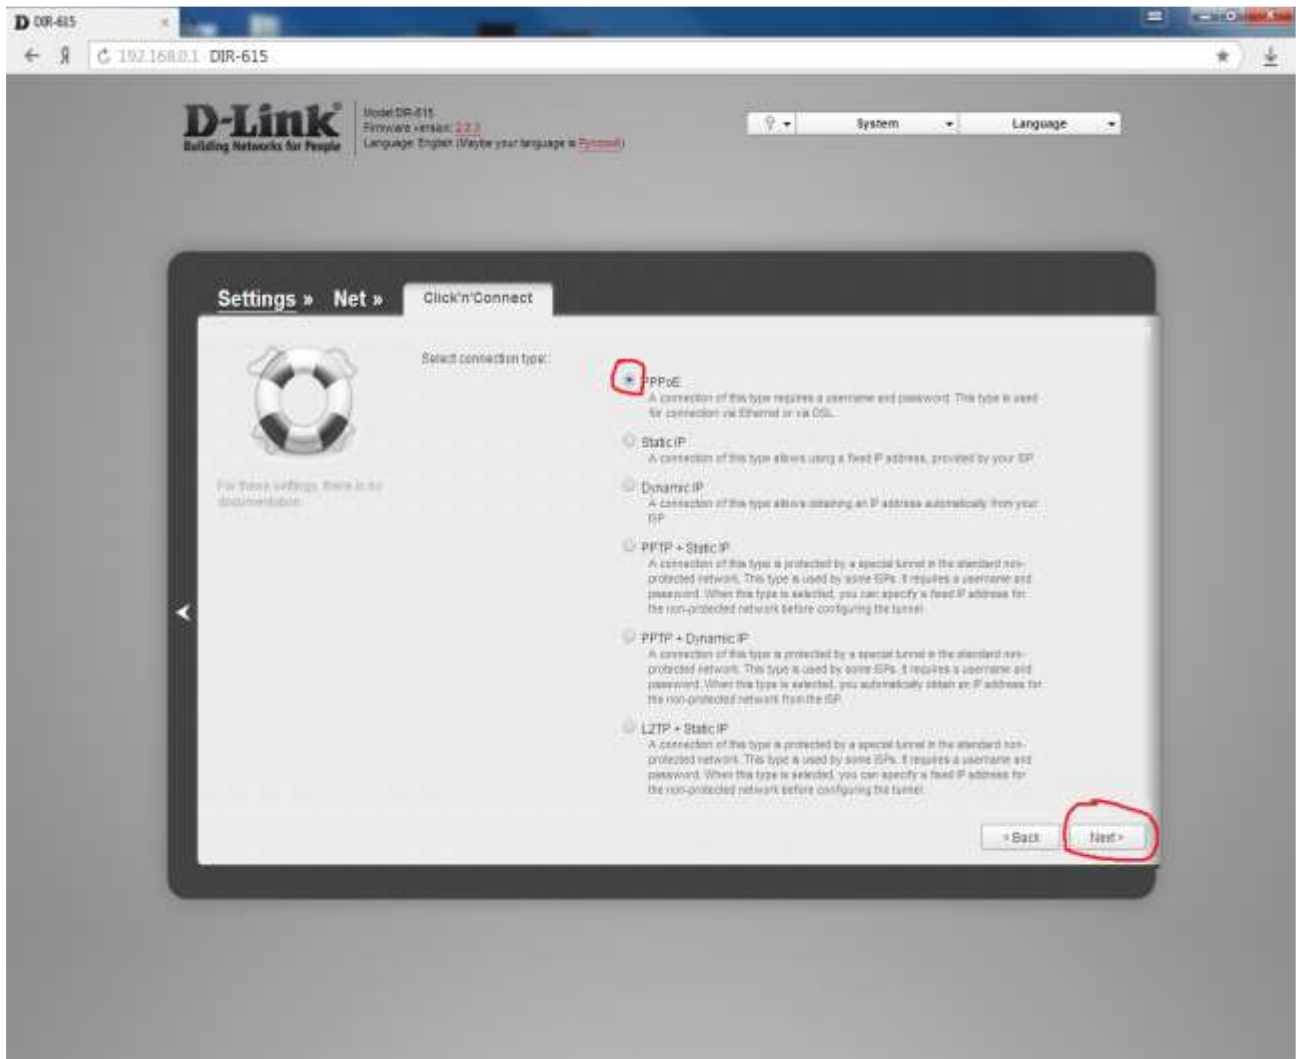 DIR-615
192.168.0.1 DIR-615
D-Link
Building Networks for People
Model: DIR-615
Firmware version: 2.2.3
Language: English (Maybe your language is Русский)
System
Language
Settings » Net » Click'n'Connect
Select connection type:
PPPoE
A connection of this type requires a username and password. This type is used
for connection via Ethernet or via DSL.
Static IP
A connection of this type allows using a fixed IP address, provided by your ISP
For these settings, there is no
documentation.
Dynamic IP
A connection of this type allows obtaining an IP address automatically from your
ISP
PPTP + Static IP
A connection of this type is protected by a special tunnel in the standard non-
protected network. This type is used by some ISPs. It requires a username and
password. When this type is selected, you can specify a fixed IP address for
the non-protected network before configuring the tunnel.
PPTP + Dynamic IP
A connection of this type is protected by a special tunnel in the standard non-
protected network. This type is used by some ISPs. It requires a username and
password. When this type is selected, you automatically obtain an IP address for
the non-protected network from the ISP.
L2TP + Static IP
A connection of this type is protected by a special tunnel in the standard non-
protected network. This type is used by some ISPs. It requires a username and
password. When this type is selected, you can specify a fixed IP address for
the non-protected network before configuring the tunnel.
< Back
Next >